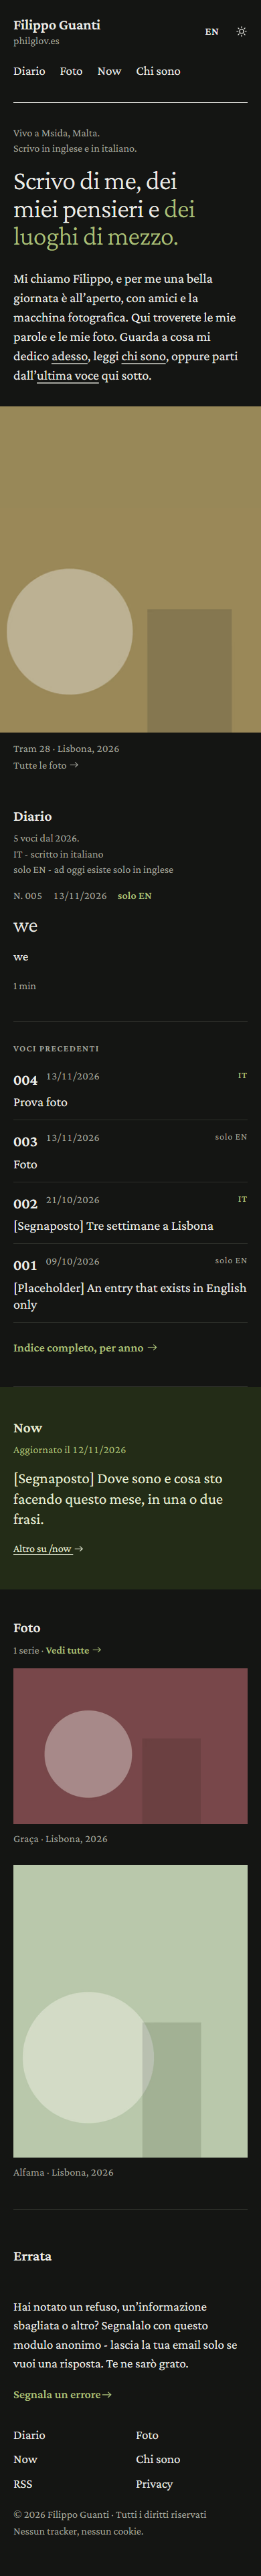 Filippo Guanti
philglov.es
EN
Diario Foto Now Chi sono
Vivo a Msida, Malta.
Scrivo in inglese e in italiano.
Scrivo di me, dei
miei pensieri e dei
luoghi di mezzo.
Mi chiamo Filippo, e per me una bella
giornata è all’aperto, con amici e la
macchina fotografica. Qui troverete le mie
parole e le mie foto. Guarda a cosa mi
dedico adesso, leggi chi sono, oppure parti
dall’ultima voce qui sotto.
Tram 28 · Lisbona, 2026
Tutte le foto →
Diario
5 voci dal 2026.
IT - scritto in italiano
solo EN - ad oggi esiste solo in inglese
N. 005 13/11/2026 solo EN
we
we
1 min
VOCI PRECEDENTI
004 13/11/2026 IT
Prova foto
003 13/11/2026 solo EN
Foto
002 21/10/2026 IT
[Segnaposto] Tre settimane a Lisbona
001 09/10/2026 solo EN
[Placeholder] An entry that exists in English
only
Indice completo, per anno →
Now
Aggiornato il 12/11/2026
[Segnaposto] Dove sono e cosa sto
facendo questo mese, in una o due
frasi.
Altro su /now →
Foto
1 serie · Vedi tutte →
Graça · Lisbona, 2026
Alfama · Lisbona, 2026
Errata
Hai notato un refuso, un’informazione
sbagliata o altro? Segnalalo con questo
modulo anonimo - lascia la tua email solo se
vuoi una risposta. Te ne sarò grato.
Segnala un errore →
Diario Foto
Now Chi sono
RSS Privacy
© 2026 Filippo Guanti · Tutti i diritti riservati
Nessun tracker, nessun cookie.